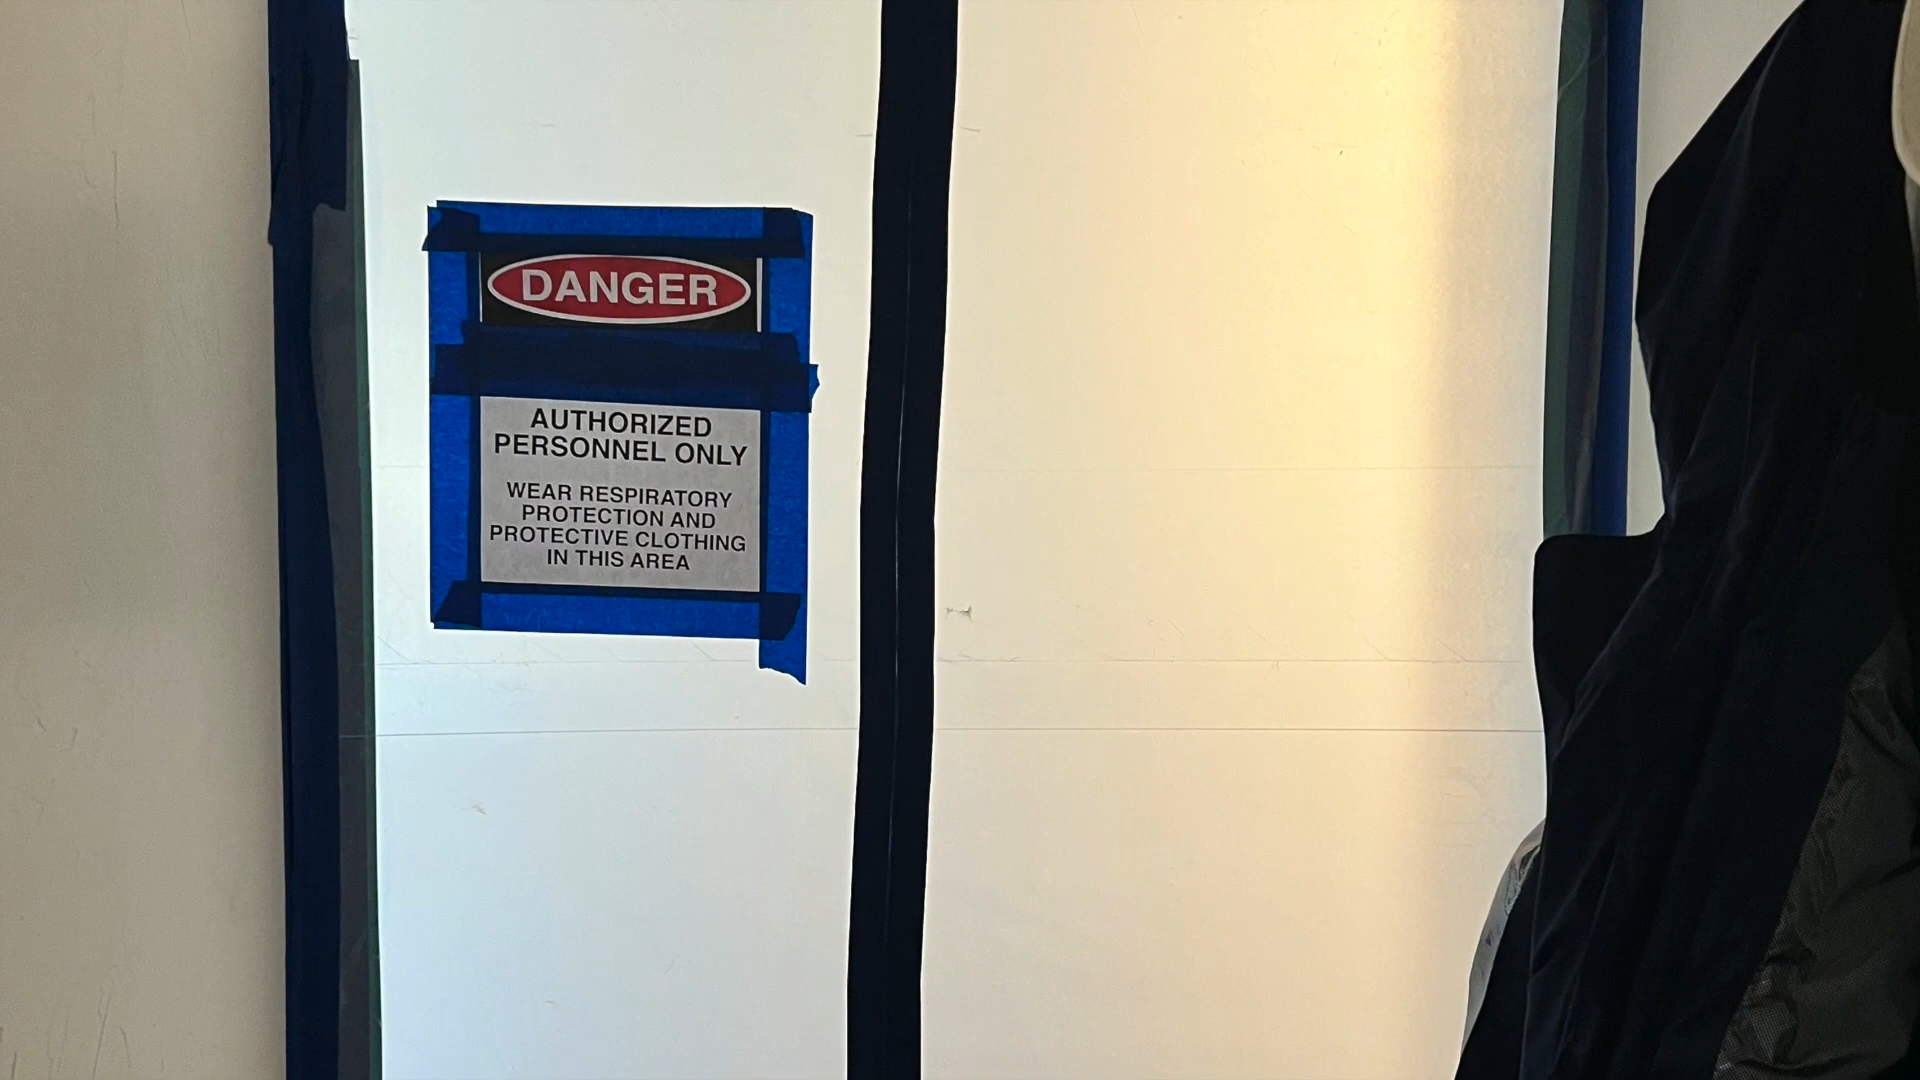 DANGER
AUTHORIZED
PERSONNEL ONLY
WEAR RESPIRATORY
PROTECTION AND
PROTECTIVE CLOTHING
IN THIS AREA